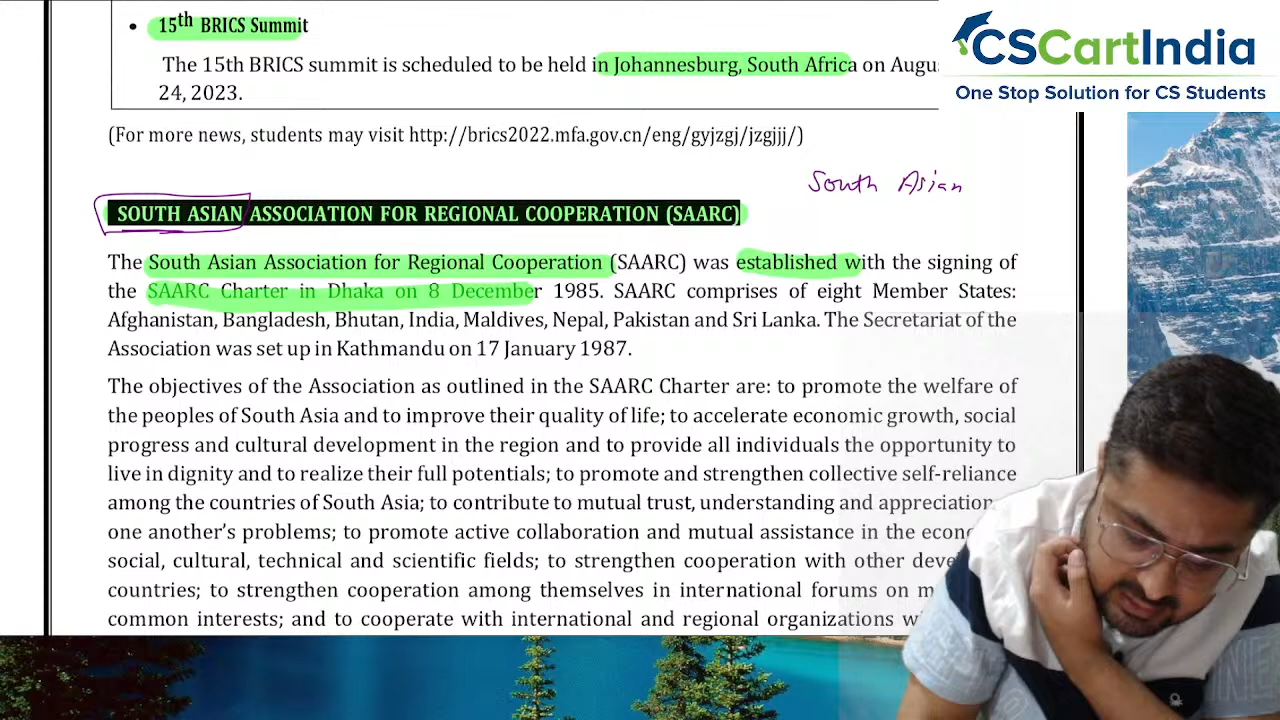 • 15th BRICS Summit
The 15th BRICS summit is scheduled to be held in Johannesburg, South Africa on Augu
24, 2023.
(For more news, students may visit http://brics2022.mfa.gov.cn/eng/gyjzgj/jzgjjj/)
South Asian
SOUTH ASIAN ASSOCIATION FOR REGIONAL COOPERATION (SAARC)
The South Asian Association for Regional Cooperation (SAARC) was established with the signing of
the SAARC Charter in Dhaka on 8 December 1985. SAARC comprises of eight Member States:
Afghanistan, Bangladesh, Bhutan, India, Maldives, Nepal, Pakistan and Sri Lanka. The Secretariat of the
Association was set up in Kathmandu on 17 January 1987.
The objectives of the Association as outlined in the SAARC Charter are: to promote the welfare of
the peoples of South Asia and to improve their quality of life; to accelerate economic growth, social
progress and cultural development in the region and to provide all individuals the opportunity to
live in dignity and to realize their full potentials; to promote and strengthen collective self-reliance
among the countries of South Asia; to contribute to mutual trust, understanding and appreciation
one another's problems; to promote active collaboration and mutual assistance in the econ
social, cultural, technical and scientific fields; to strengthen cooperation with other deve
countries; to strengthen cooperation among themselves in international forums on m
common interests; and to cooperate with international and regional organizations wi
CSCartIndia
One Stop Solution for CS Students